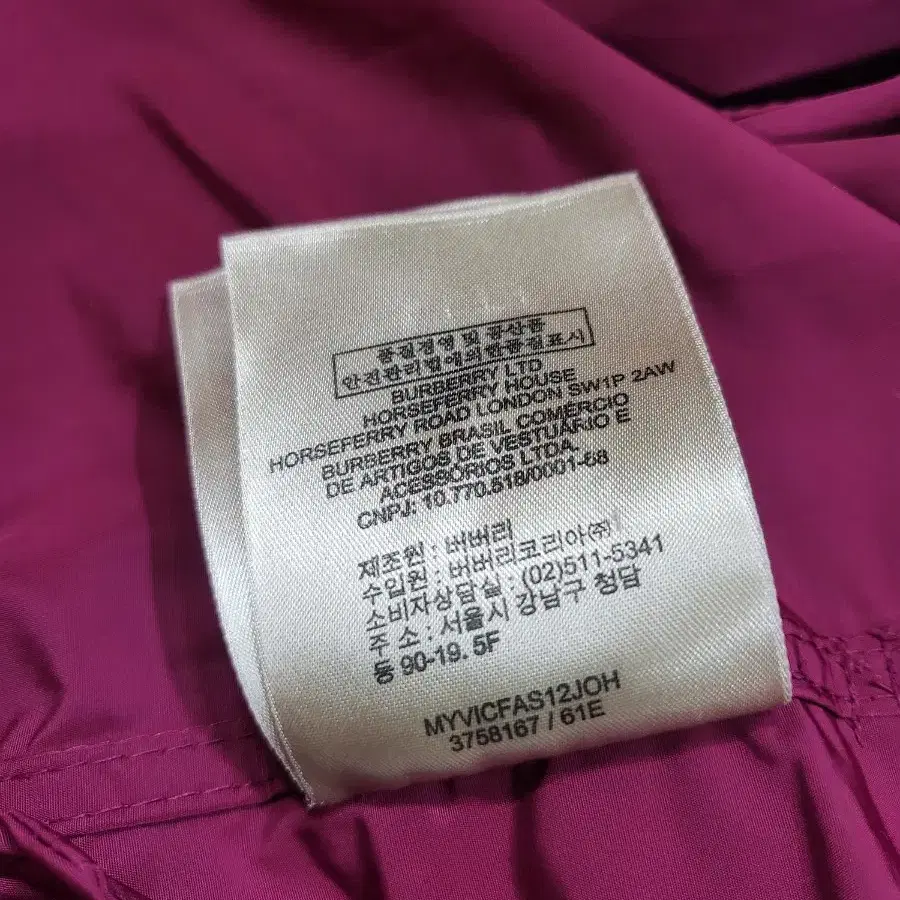 품질경영 및 공산품
안전관리법에의한품질표시
BURBERRY LTD
HORSEFERRY HOUSE
HORSEFERRY ROAD LONDON SW1P 2AW
BURBERRY BRASIL COMERCIO
DE ARTIGOS DE VESTUÁRIO E
ACESSÓRIOS LTDA
CNPJ: 10.770.518/0001-68
제조원 : 버버리
수입원 : 버버리코리아㈜
소비자상담실 : (02)511-5341
주 소 : 서울시 강남구 청담
동 90-19. 5F
MYVICFAS12JOH
3758167 / 61E